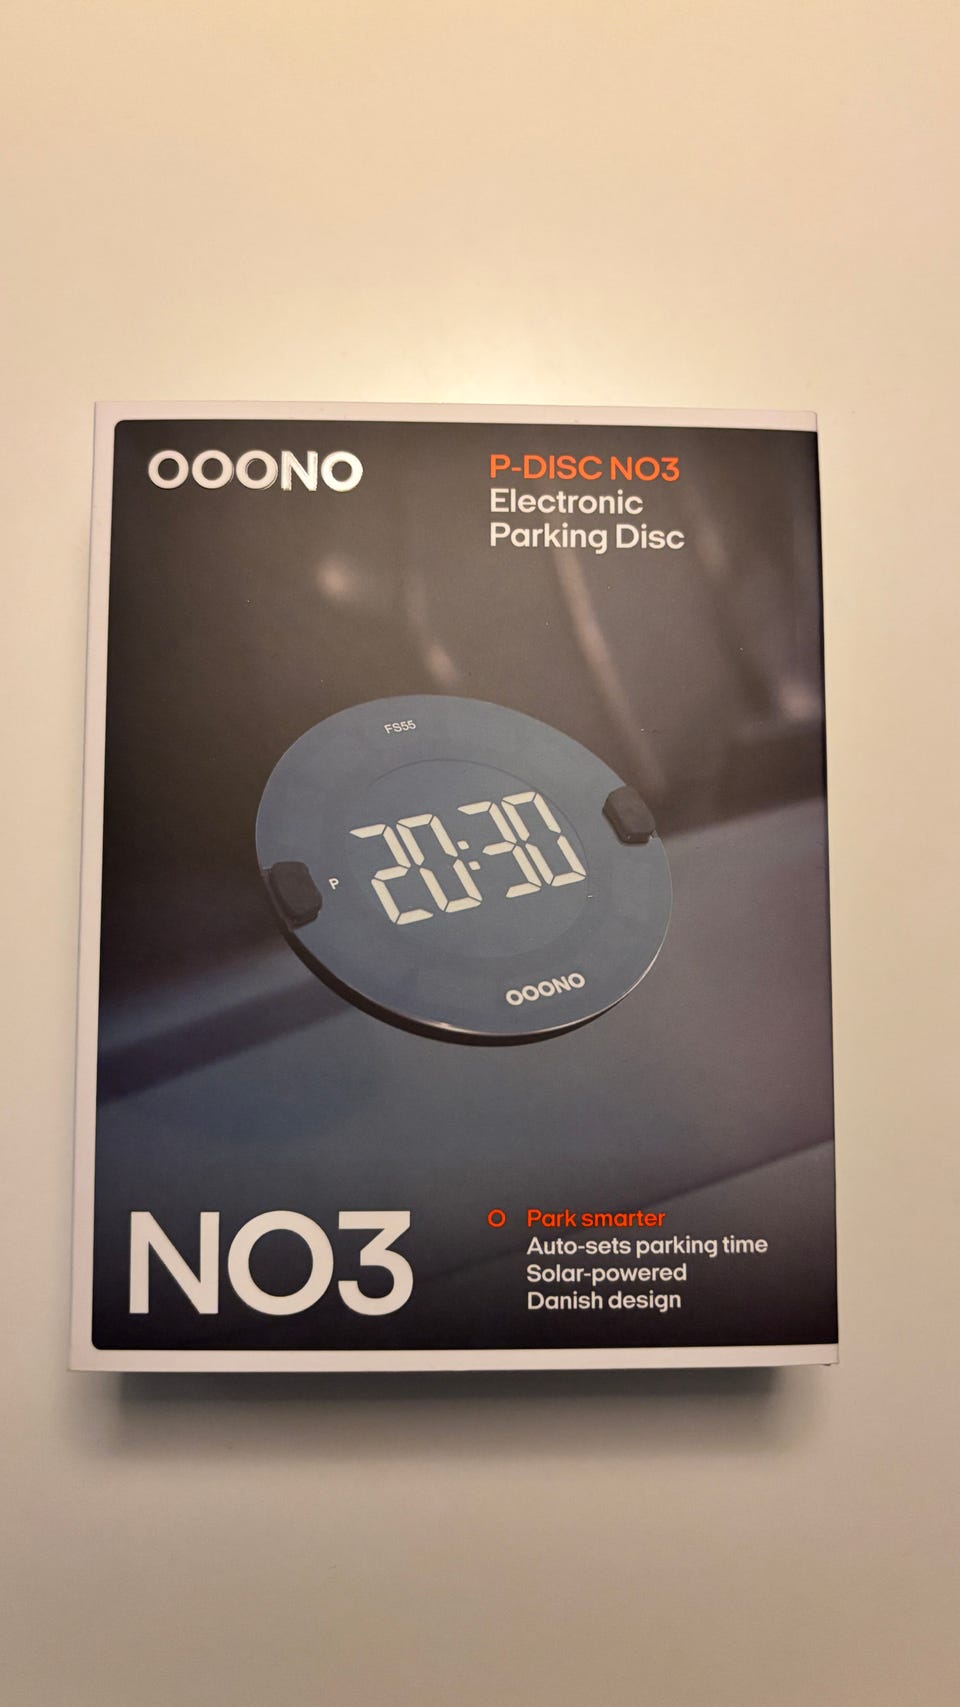 OOONO
P-DISC NO3
Electronic
Parking Disc
FS55
20:30
P
OOONO
NO3
O Park smarter
Auto-sets parking time
Solar-powered
Danish design